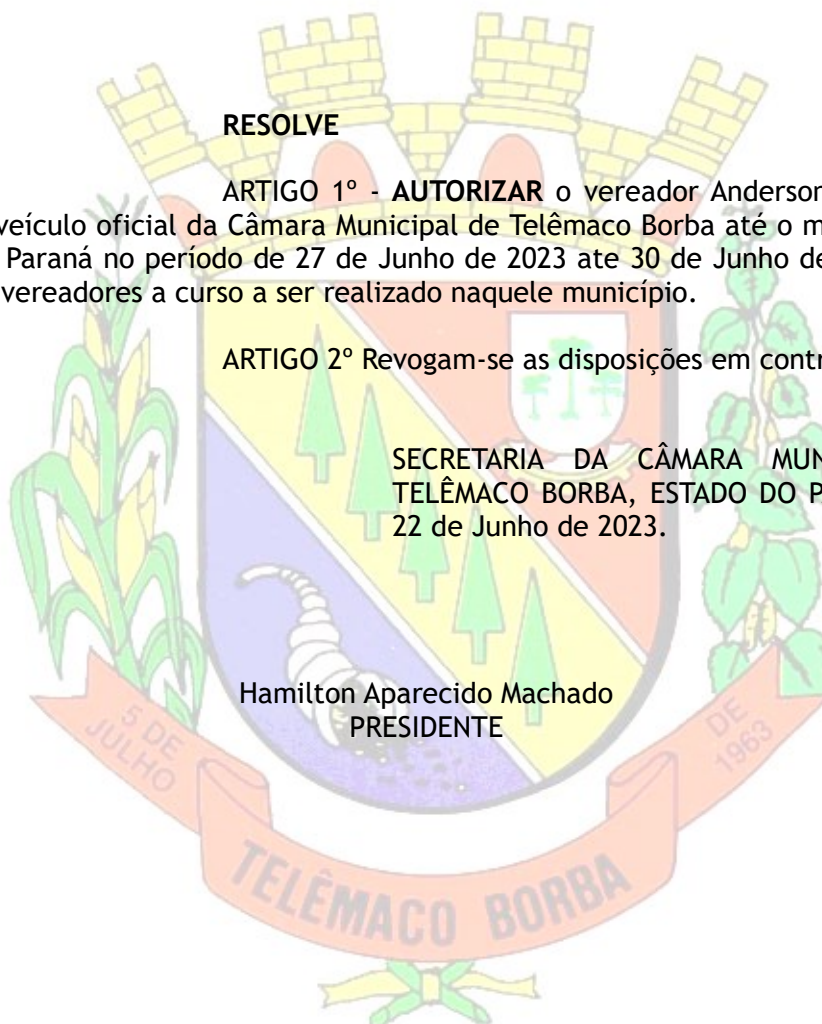 RESOLVE
ARTIGO 1º - AUTORIZAR o vereador Anderson
veículo oficial da Câmara Municipal de Telêmaco Borba até o m
Paraná no período de 27 de Junho de 2023 ate 30 de Junho de
vereadores a curso a ser realizado naquele município.
ARTIGO 2º Revogam-se as disposições em contr
SECRETARIA DA CÂMARA MUN
TELÊMACO BORBA, ESTADO DO P
22 de Junho de 2023.
Hamilton Aparecido Machado
PRESIDENTE
5 DE
JULHO
DE
1963
TELÊMACO BORBA